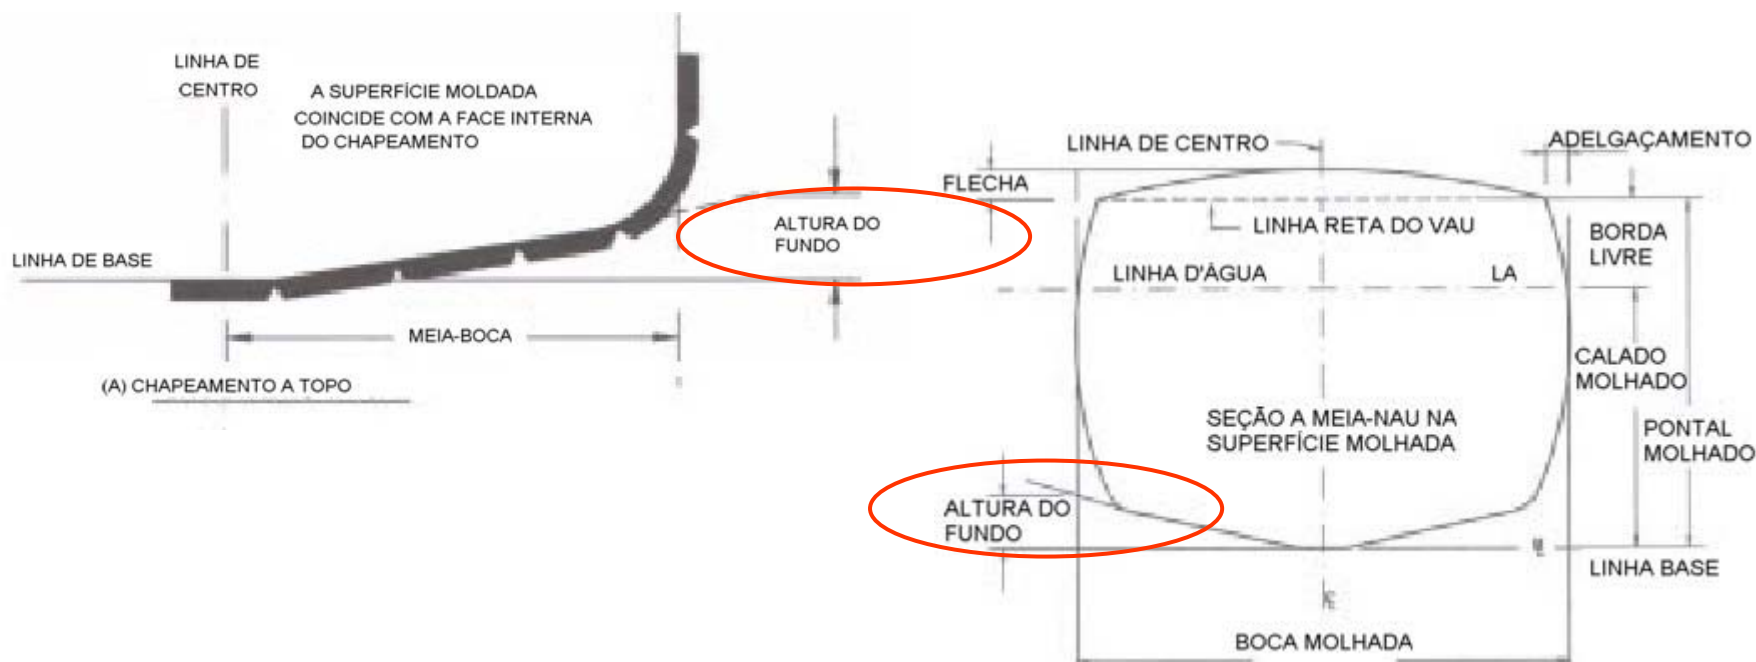 LINHA DE
CENTRO
A SUPERFÍCIE MOLDADA
COINCIDE COM A FACE INTERNA
DO CHAPEAMENTO
ALTURA DO
FUNDO
LINHA DE BASE
MEIA-BOCA
(A) CHAPEAMENTO A TOPO
LINHA DE CENTRO
ADELGAÇAMENTO
FLECHA
LINHA RETA DO VAU
BORDA
LIVRE
LINHA D'ÁGUA
LA
CALADO
MOLHADO
SEÇÃO A MEIA-NAU NA
SUPERFÍCIE MOLHADA
PONTAL
MOLHADO
ALTURA DO
FUNDO
LINHA BASE
BOCA MOLHADA